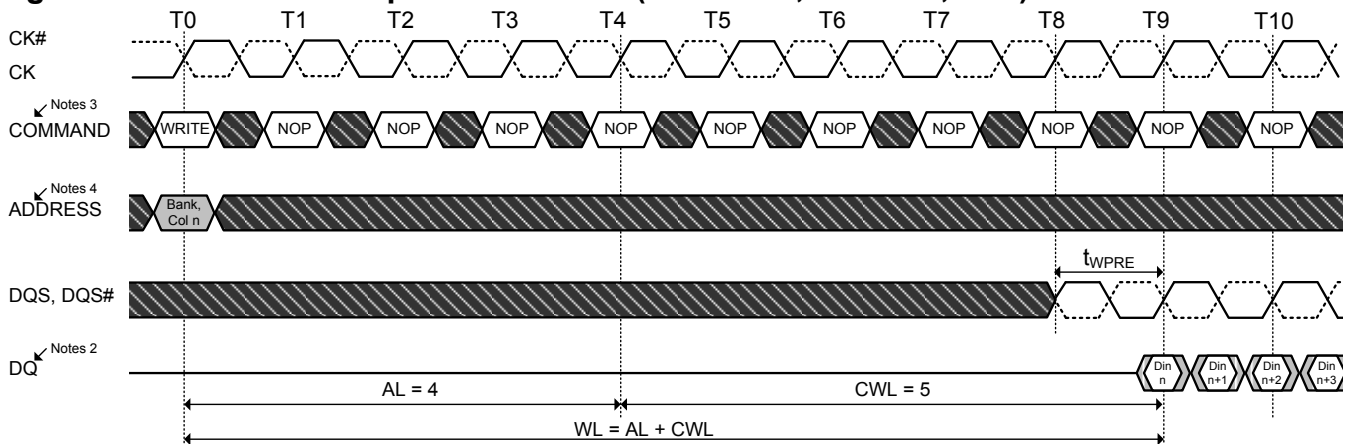 T0 T1 T2 T3 T4 T5 T6 T7 T8 T9 T10
CK#
CK
Notes 3
COMMAND WRITE NOP NOP NOP NOP NOP NOP NOP NOP NOP NOP
Notes 4
ADDRESS
Bank,
Col n
tWPRE
DQS, DQS#
Notes 2
DQ
Din Din Din Din
n n+1 n+2 n+3
AL = 4 CWL = 5
WL = AL + CWL